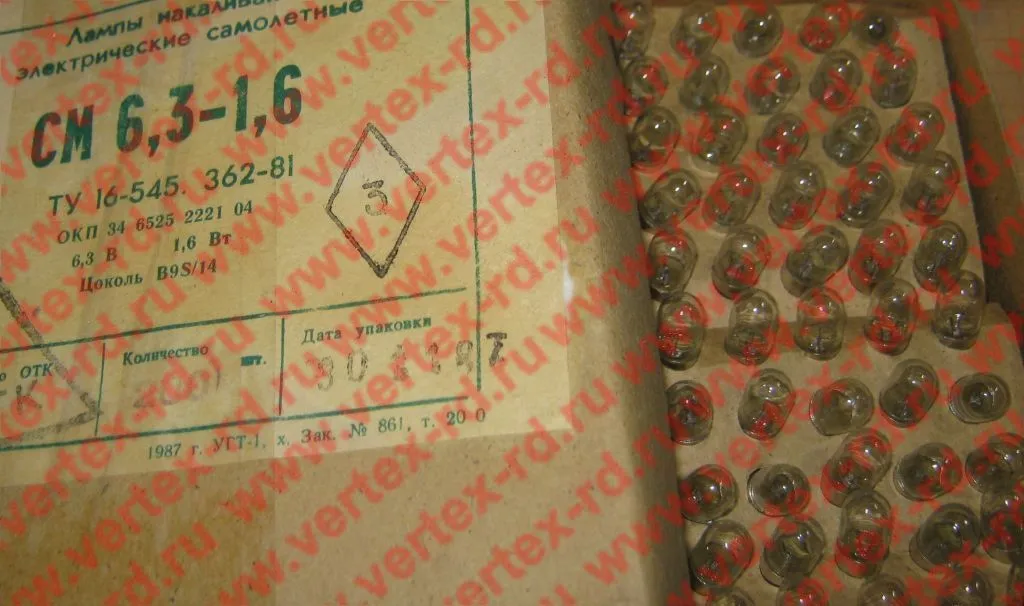 Лампы накалива
электрические самолетные
СМ 6,3-1,6
ТУ 16-545. 362-81
ОКП 34 6525 2221 04
6,3 В 1,6 Вт
Цоколь B9S/14
3
ОТК
Количество
шт.
Дата упаковки
1987 г. УГТ-1, х. Зак. № 861, т. 20 0
www.vertex-rd.ru